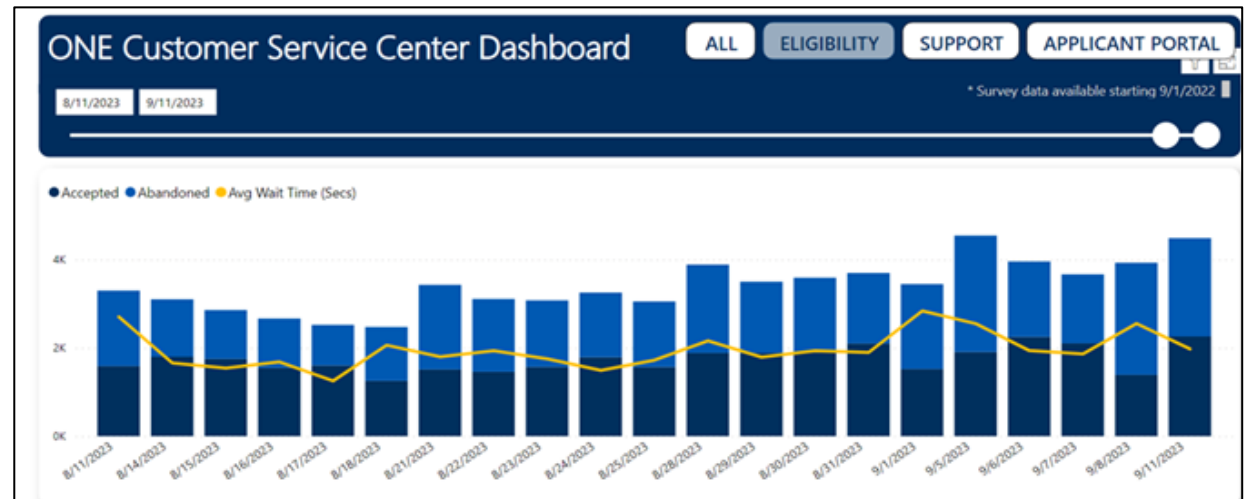 ONE Customer Service Center Dashboard
ALL ELIGIBILITY SUPPORT APPLICANT PORTAL
8/11/2023 9/11/2023
* Survey data available starting 9/1/2022
Accepted Abandoned Avg Wait Time (Secs)
4K
2K
0K
8/11/2023 8/14/2023 8/15/2023 8/16/2023 8/17/2023 8/18/2023 8/21/2023 8/22/2023 8/23/2023 8/24/2023 8/25/2023 8/28/2023 8/29/2023 8/30/2023 8/31/2023 9/1/2023 9/5/2023 9/6/2023 9/7/2023 9/8/2023 9/11/2023